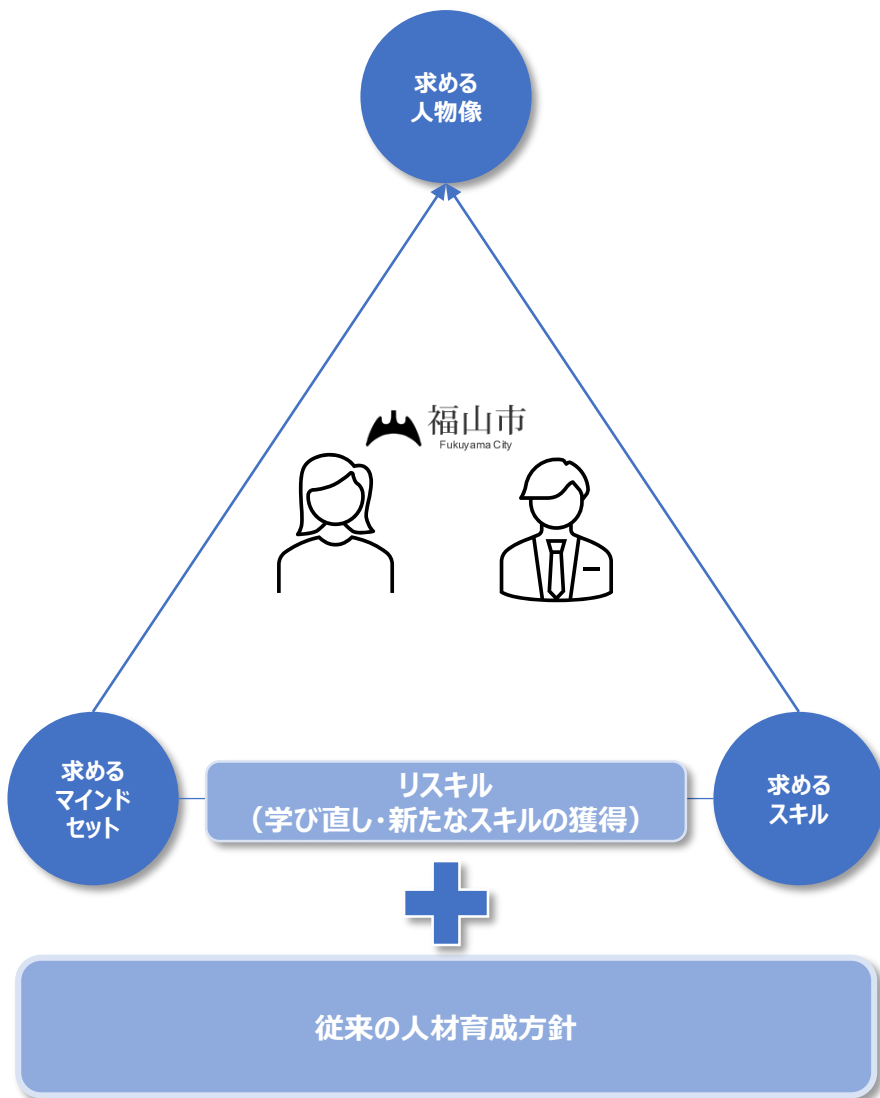 求める
人物像
福山市
Fukuyama City
求める
マインド
セット
リスキル
（学び直し・新たなスキルの獲得）
求める
スキル
従来の人材育成方針